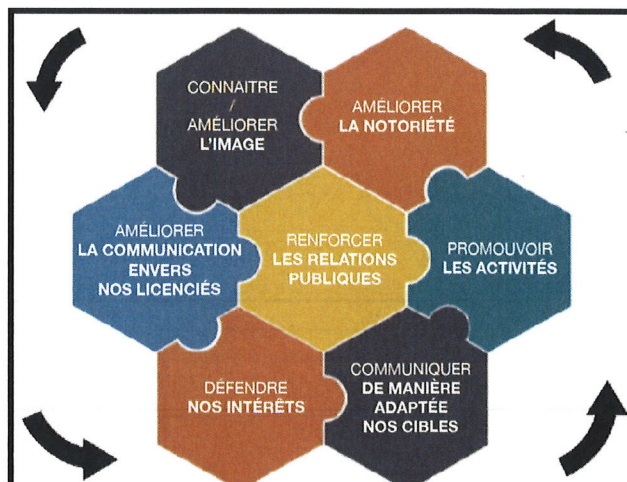 CONNAITRE
/
AMÉLIORER
L'IMAGE
AMÉLIORER
LA NOTORIÉTÉ
AMÉLIORER
LA COMMUNICATION
ENVERS
NOS LICENCIÉS
RENFORCER
LES RELATIONS
PUBLIQUES
PROMOUVOIR
LES ACTIVITÉS
DÉFENDRE
NOS INTÉRÊTS
COMMUNIQUER
DE MANIÈRE
ADAPTÉE
NOS CIBLES